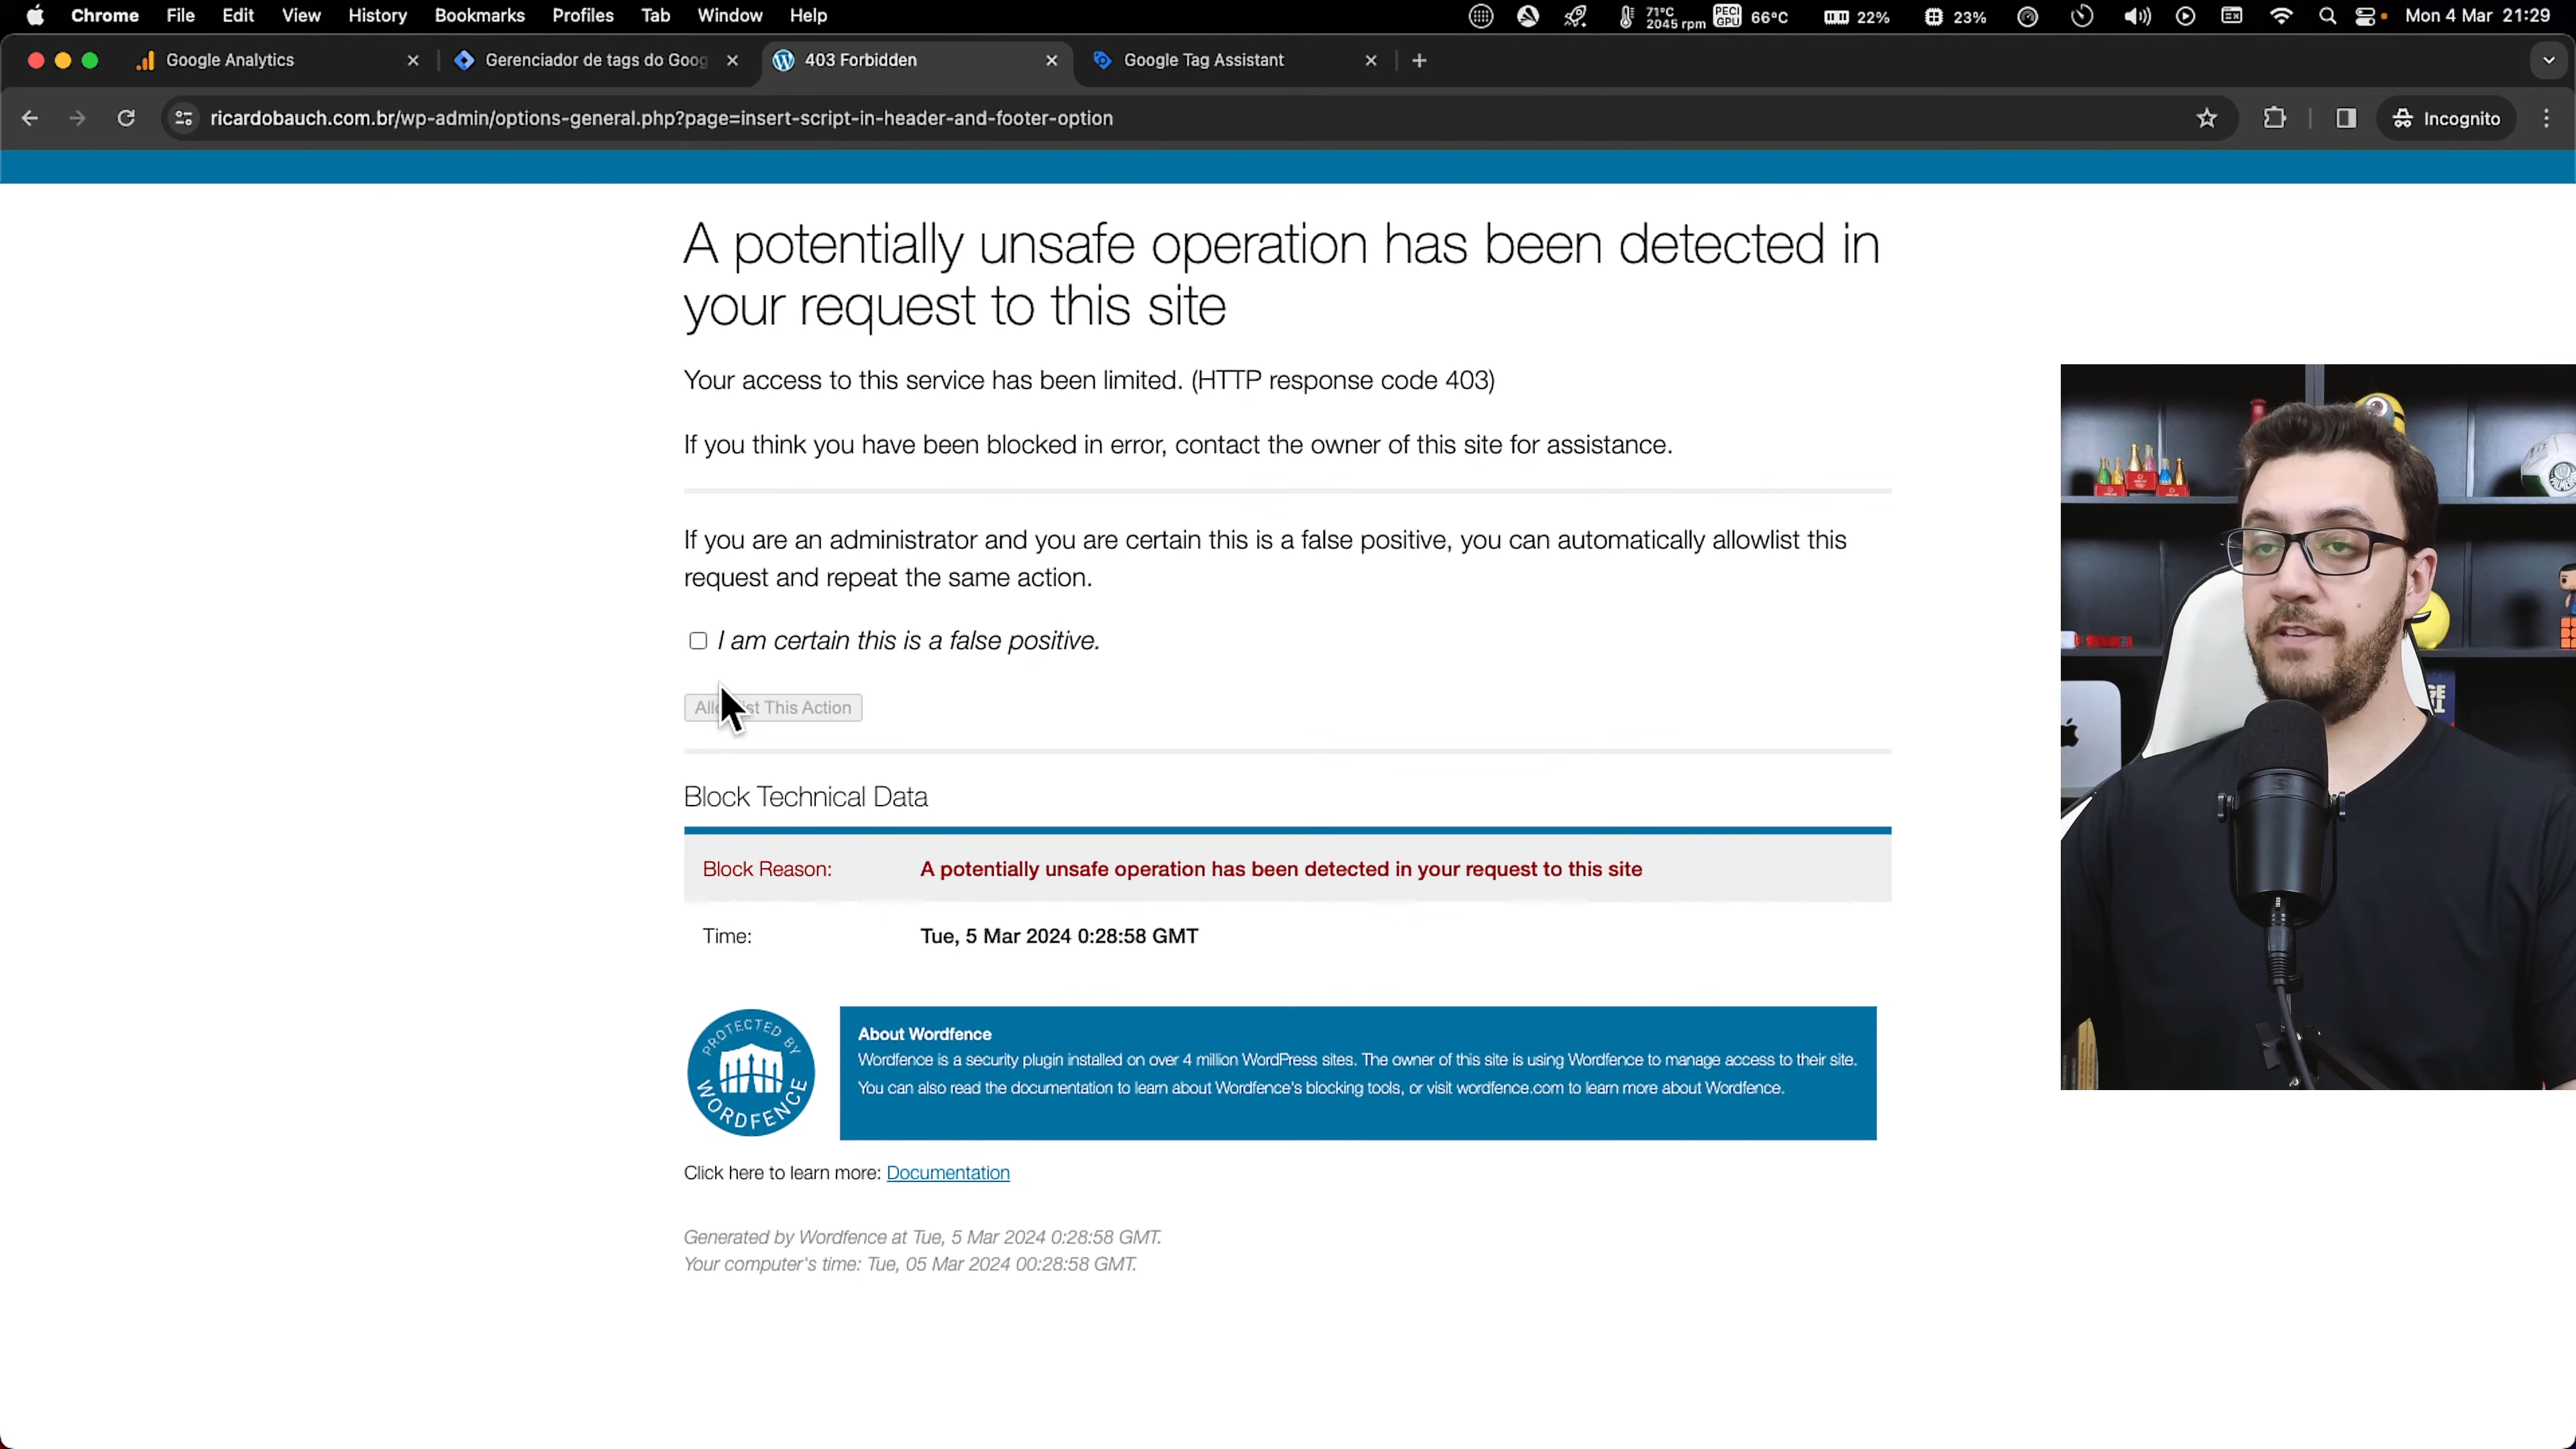 Chrome File Edit View History Bookmarks Profiles Tab Window Help 71°C 2045 rpm PECI GPU 66°C 22% 23% Mon 4 Mar 21:29
Google Analytics Gerenciador de tags do Goog 403 Forbidden Google Tag Assistant
ricardobauch.com.br/wp-admin/options-general.php?page=insert-script-in-header-and-footer-option Incognito
A potentially unsafe operation has been detected in
your request to this site
Your access to this service has been limited. (HTTP response code 403)
If you think you have been blocked in error, contact the owner of this site for assistance.
If you are an administrator and you are certain this is a false positive, you can automatically allowlist this
request and repeat the same action.
I am certain this is a false positive.
This Action
Block Technical Data
Block Reason: A potentially unsafe operation has been detected in your request to this site
Time: Tue, 5 Mar 2024 0:28:58 GMT
PROTECTED BY
WORDFENCE
About Wordfence
Wordfence is a security plugin installed on over 4 million WordPress sites. The owner of this site is using Wordfence to manage access to their site.
You can also read the documentation to learn about Wordfence's blocking tools, or visit wordfence.com to learn more about Wordfence.
Click here to learn more: Documentation
Generated by Wordfence at Tue, 5 Mar 2024 0:28:58 GMT.
Your computer's time: Tue, 05 Mar 2024 00:28:58 GMT.